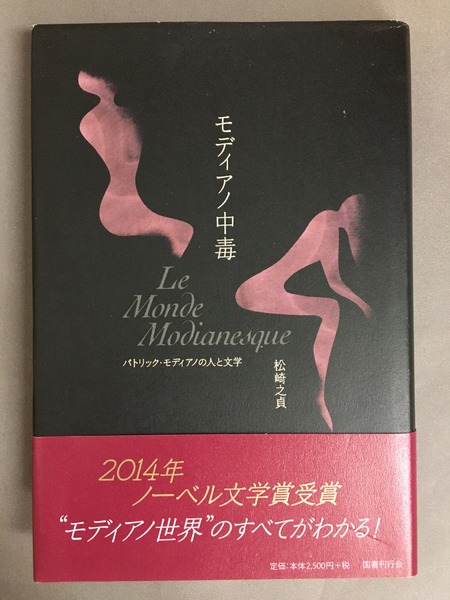 モディアノ中毒
Le
Monde
Modianesque
パトリック・モディアノの人と文学
松崎之貞
2014年
ノーベル文学賞受賞
“モディアノ世界”のすべてがわかる!
定価:本体2,500円+税 国書刊行会